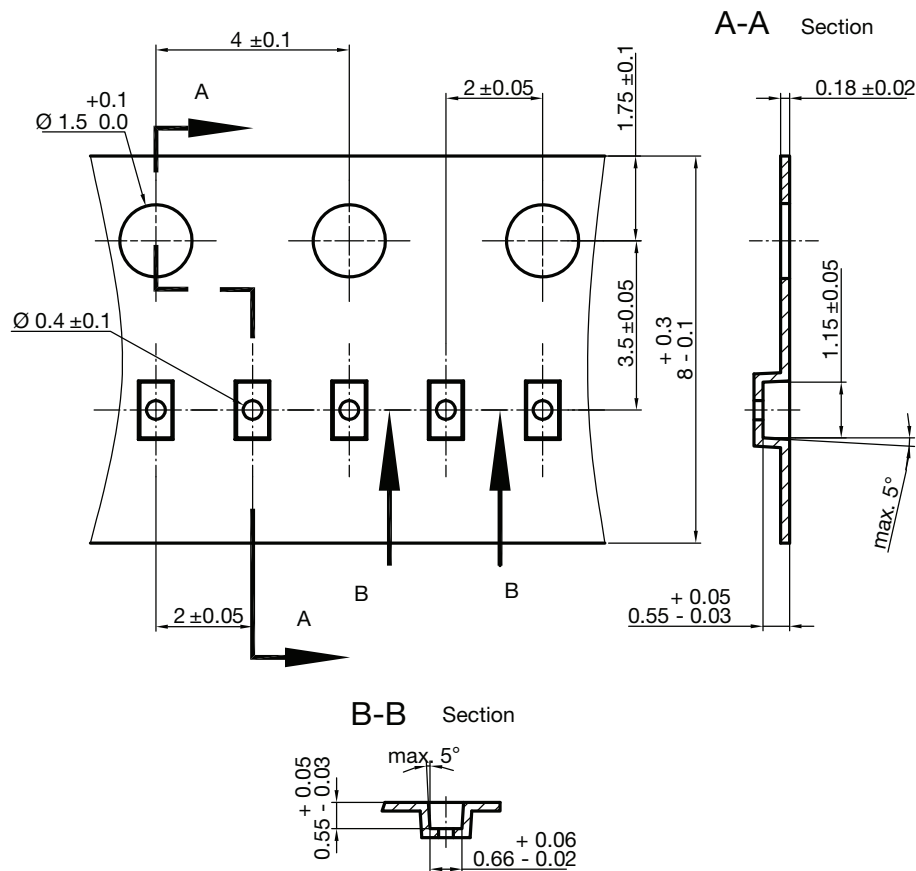 A-A Section
4 ±0.1
+0.1
Ø 1.5 0.0
A
2 ±0.05
1.75 ±0.1
0.18 ±0.02
Ø 0.4 ±0.1
3.5 ±0.05
+ 0.3
8 - 0.1
1.15 ±0.05
max. 5°
B
B
2 ±0.05
A
+ 0.05
0.55 - 0.03
B-B Section
max. 5°
+ 0.05
0.55 - 0.03
+ 0.06
0.66 - 0.02